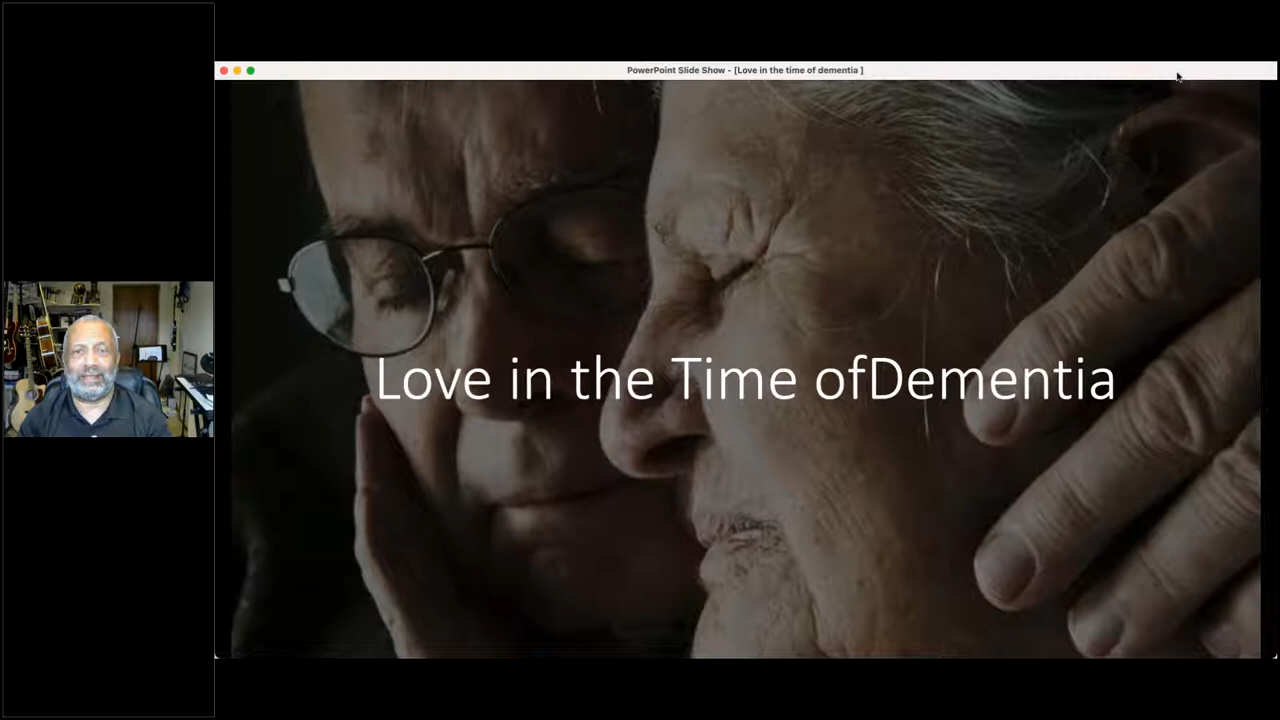 PowerPoint Slide Show - [Love in the time of dementia ]
Love in the Time ofDementia